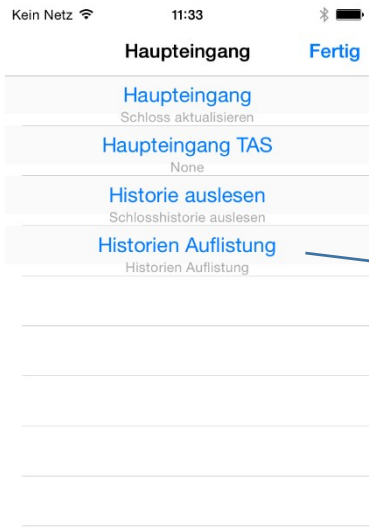 Kein Netz 11:33
Haupteingang Fertig
Haupteingang
Schloss aktualisieren
Haupteingang TAS
None
Historie auslesen
Schlosshistorie auslesen
Historien Auflistung
Historien Auflistung